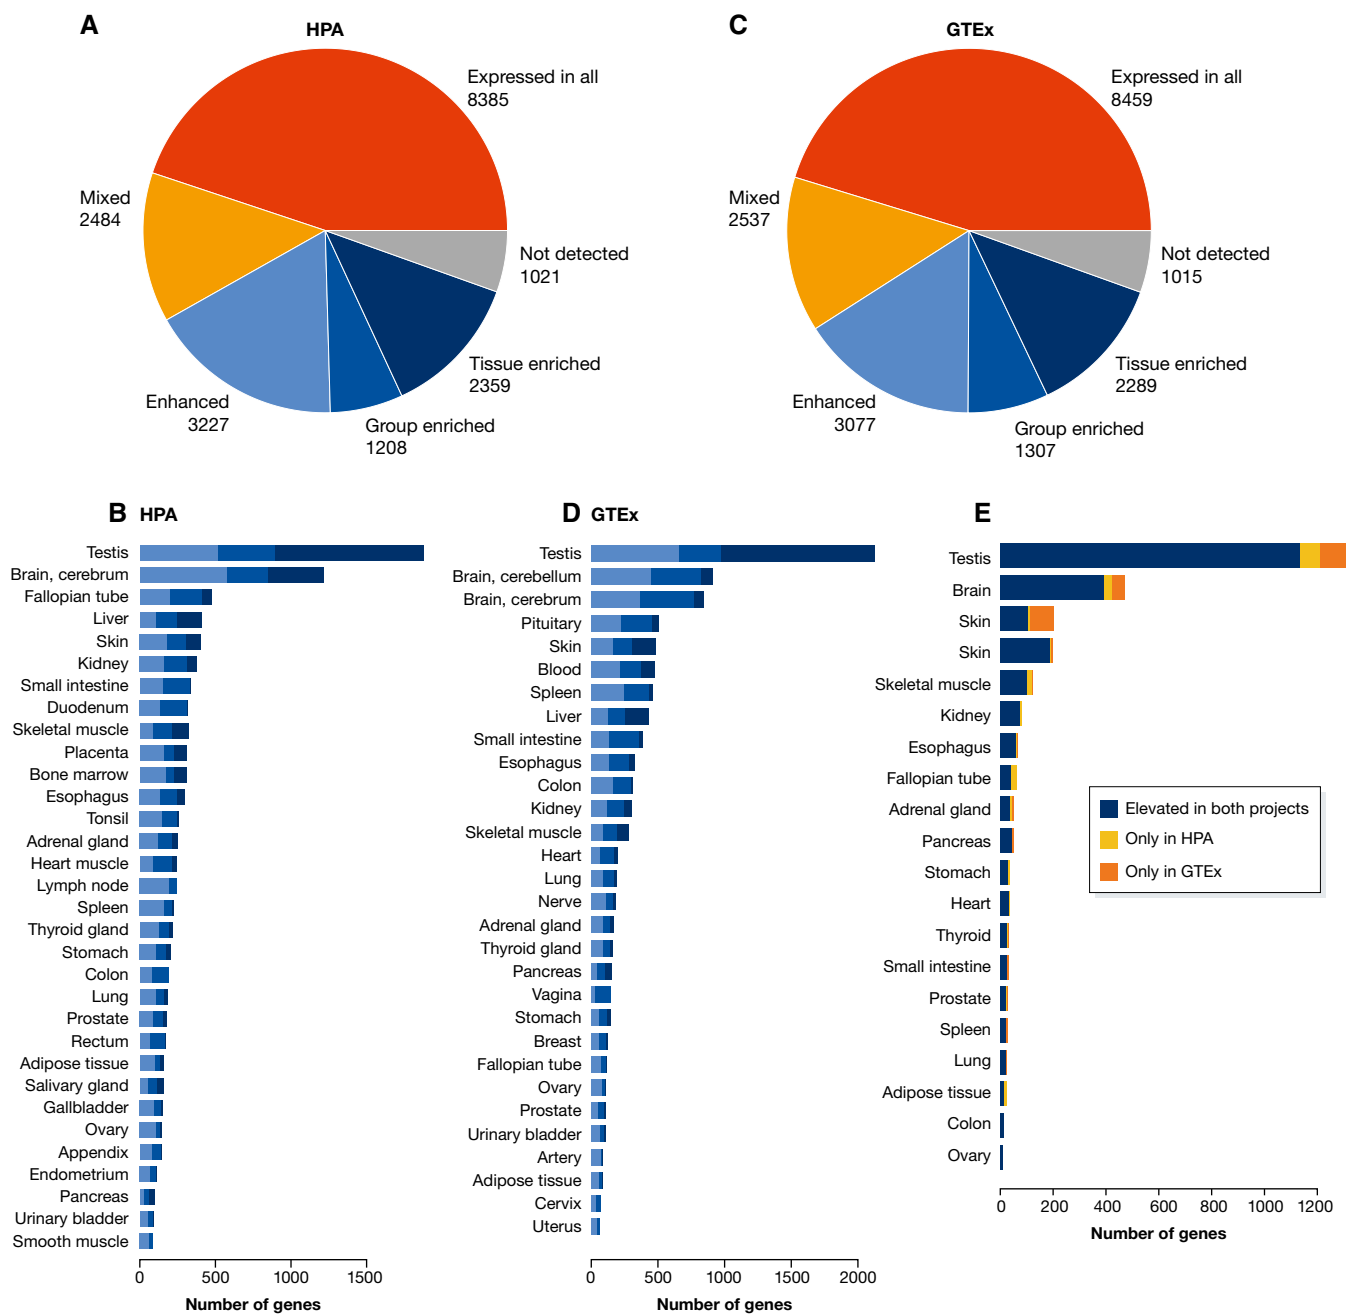 A
HPA
Expressed in all
8385
Mixed
2484
Not detected
1021
Tissue enriched
2359
Enhanced
3227
Group enriched
1208
C
GTEx
Expressed in all
8459
Mixed
2537
Not detected
1015
Tissue enriched
2289
Enhanced
3077
Group enriched
1307
B HPA
Testis
Brain, cerebrum
Fallopian tube
Liver
Skin
Kidney
Small intestine
Duodenum
Skeletal muscle
Placenta
Bone marrow
Esophagus
Tonsil
Adrenal gland
Heart muscle
Lymph node
Spleen
Thyroid gland
Stomach
Colon
Lung
Prostate
Rectum
Adipose tissue
Salivary gland
Gallbladder
Ovary
Appendix
Endometrium
Pancreas
Urinary bladder
Smooth muscle
0 500 1000 1500
Number of genes
D GTEx
Testis
Brain, cerebellum
Brain, cerebrum
Pituitary
Skin
Blood
Spleen
Liver
Small intestine
Esophagus
Colon
Kidney
Skeletal muscle
Heart
Lung
Nerve
Adrenal gland
Thyroid gland
Pancreas
Vagina
Stomach
Breast
Fallopian tube
Ovary
Prostate
Urinary bladder
Artery
Adipose tissue
Cervix
Uterus
0 500 1000 1500 2000
Number of genes
E
Testis
Brain
Skin
Skin
Skeletal muscle
Kidney
Esophagus
Fallopian tube
Adrenal gland
Pancreas
Stomach
Heart
Thyroid
Small intestine
Prostate
Spleen
Lung
Adipose tissue
Colon
Ovary
0 200 400 600 800 1000 1200
Number of genes
Elevated in both projects
Only in HPA
Only in GTEx